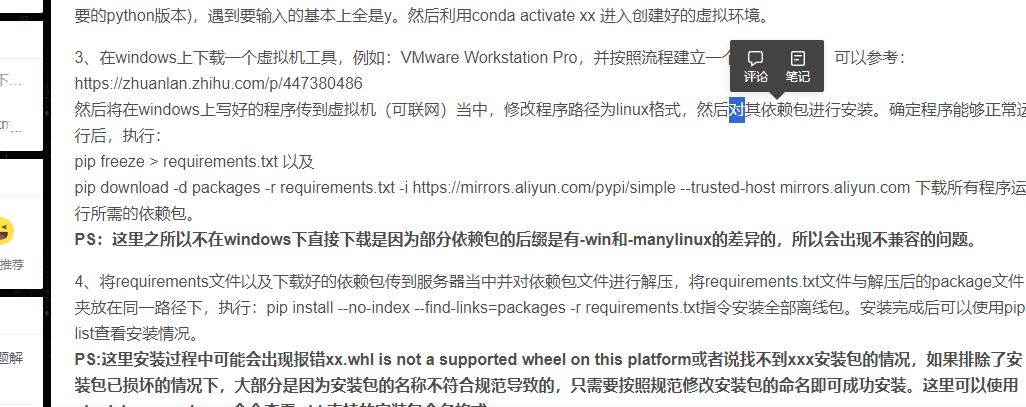 要的python版本)，遇到要输入的基本上全是y。然后利用conda activate xx 进入创建好的虚拟环境。
3、在windows上下载一个虚拟机工具，例如：VMware Workstation Pro，并按照流程建立一个 可以参考：
评论 笔记
https://zhuanlan.zhihu.com/p/447380486
然后将在windows上写好的程序传到虚拟机（可联网）当中，修改程序路径为linux格式，然后对其依赖包进行安装。确定程序能够正常运
行后，执行：
pip freeze > requirements.txt 以及
pip download -d packages -r requirements.txt -i https://mirrors.aliyun.com/pypi/simple --trusted-host mirrors.aliyun.com 下载所有程序运
行所需的依赖包。
PS：这里之所以不在windows下直接下载是因为部分依赖包的后缀是有-win和-manylinux的差异的，所以会出现不兼容的问题。
4、将requirements文件以及下载好的依赖包传到服务器当中并对依赖包文件进行解压，将requirements.txt文件与解压后的package文件
夹放在同一路径下，执行：pip install --no-index --find-links=packages -r requirements.txt指令安装全部离线包。安装完成后可以使用pip
list查看安装情况。
PS:这里安装过程中可能会出现报错xx.whl is not a supported wheel on this platform或者说找不到xxx安装包的情况，如果排除了安
装包已损坏的情况下，大部分是因为安装包的名称不符合规范导致的，只需要按照规范修改安装包的命名即可成功安装。这里可以使用
下...
推荐
题解